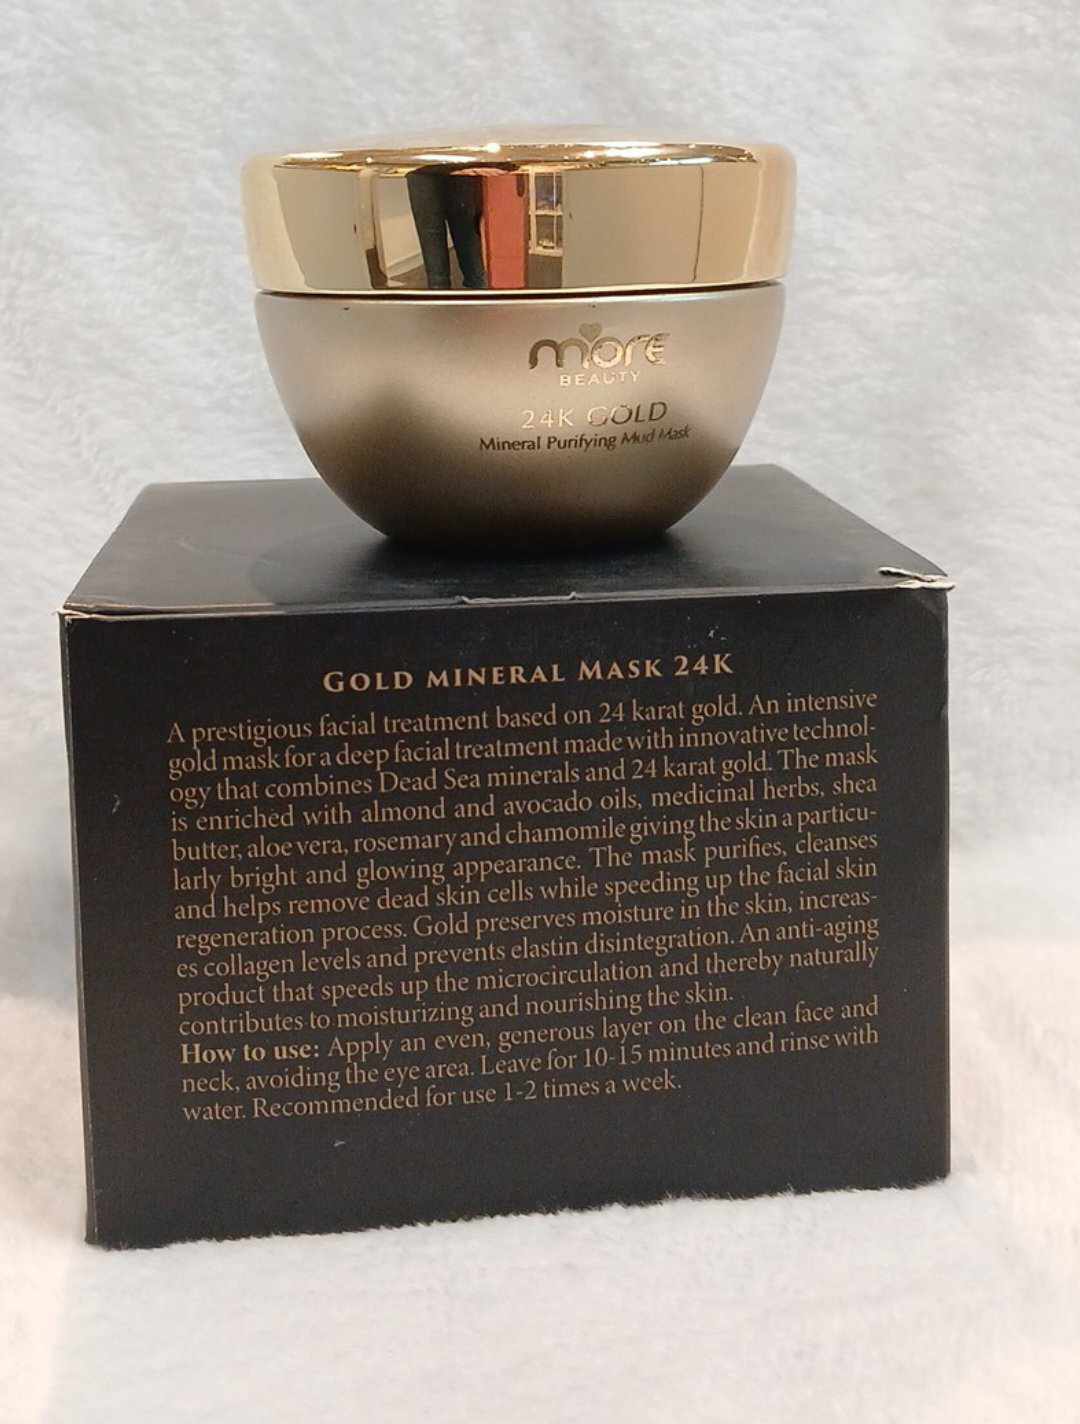 more
BEAUTY
24K GOLD
Mineral Purifying Mud Mask
GOLD MINERAL MASK 24K
A prestigious facial treatment based on 24 karat gold. An intensive
gold mask for a deep facial treatment made with innovative technol-
ogy that combines Dead Sea minerals and 24 karat gold. The mask
is enriched with almond and avocado oils, medicinal herbs, shea
butter, aloe vera, rosemary and chamomile giving the skin a particu-
larly bright and glowing appearance. The mask purifies, cleanses
and helps remove dead skin cells while speeding up the facial skin
regeneration process. Gold preserves moisture in the skin, increas-
es collagen levels and prevents elastin disintegration. An anti-aging
product that speeds up the microcirculation and thereby naturally
contributes to moisturizing and nourishing the skin.
How to use: Apply an even, generous layer on the clean face and
neck, avoiding the eye area. Leave for 10-15 minutes and rinse with
water. Recommended for use 1-2 times a week.